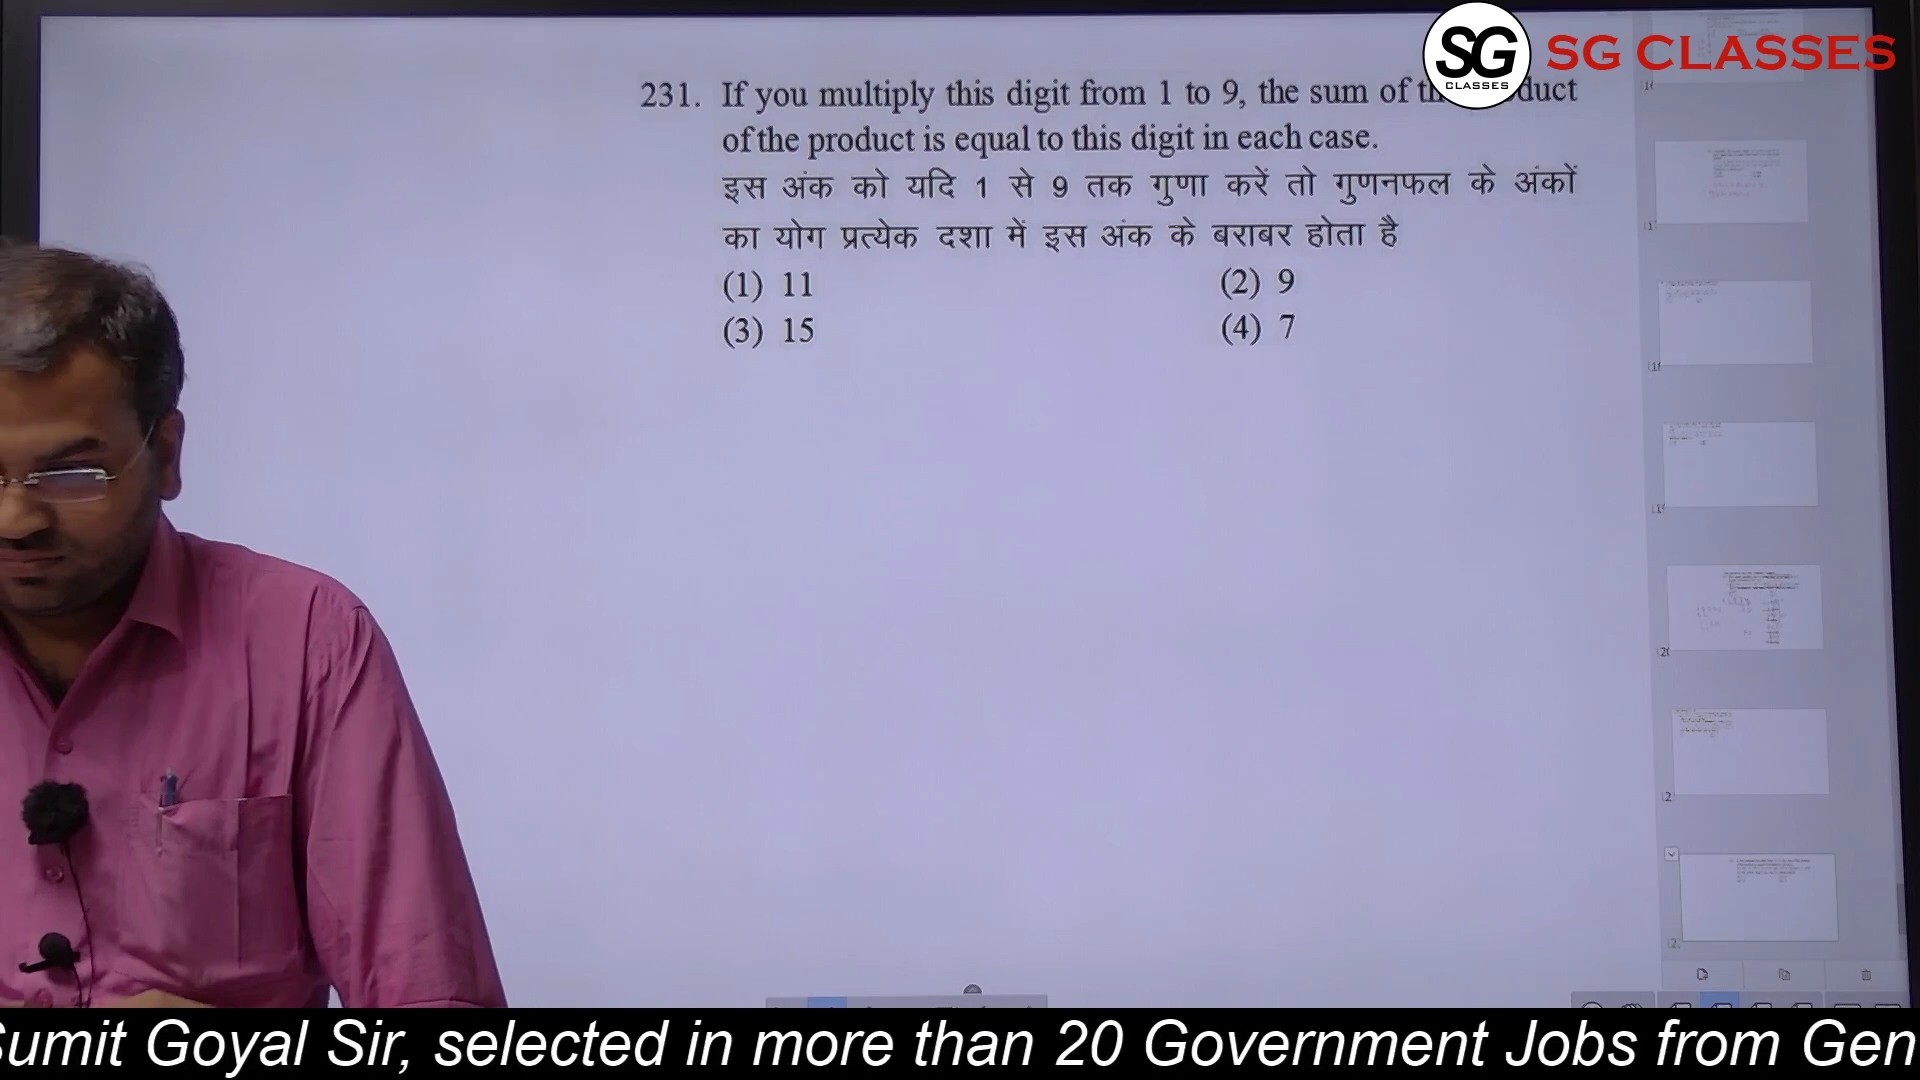 SG
CLASSES
SG CLASSES
231. If you multiply this digit from 1 to 9, the sum of
of the product is equal to this digit in each case.
इस अंक को यदि 1 से 9 तक गुणा करें तो गुणनफल के अंकों
का योग प्रत्येक दशा में इस अंक के बराबर होता है
(1) 11 (2) 9
(3) 15 (4) 7
Sumit Goyal Sir, selected in more than 20 Government Jobs from Gen